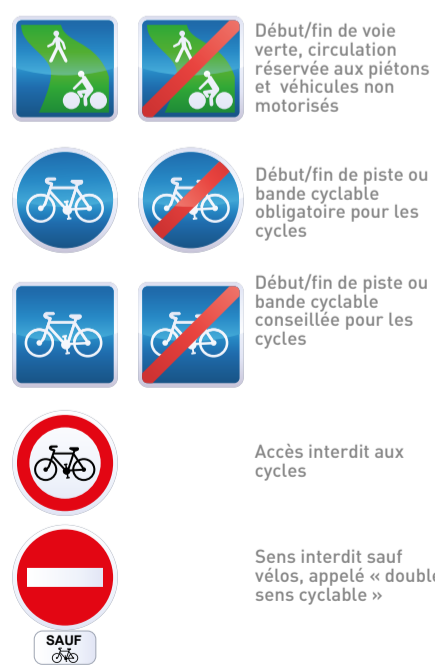 Début/fin de voie
verte, circulation
réservée aux piétons
et véhicules non
motorisés
Début/fin de piste ou
bande cyclable
obligatoire pour les
cycles
Début/fin de piste ou
bande cyclable
conseillée pour les
cycles
Accès interdit aux
cycles
Sens interdit sauf
vélos, appelé « double
sens cyclable »
SAUF